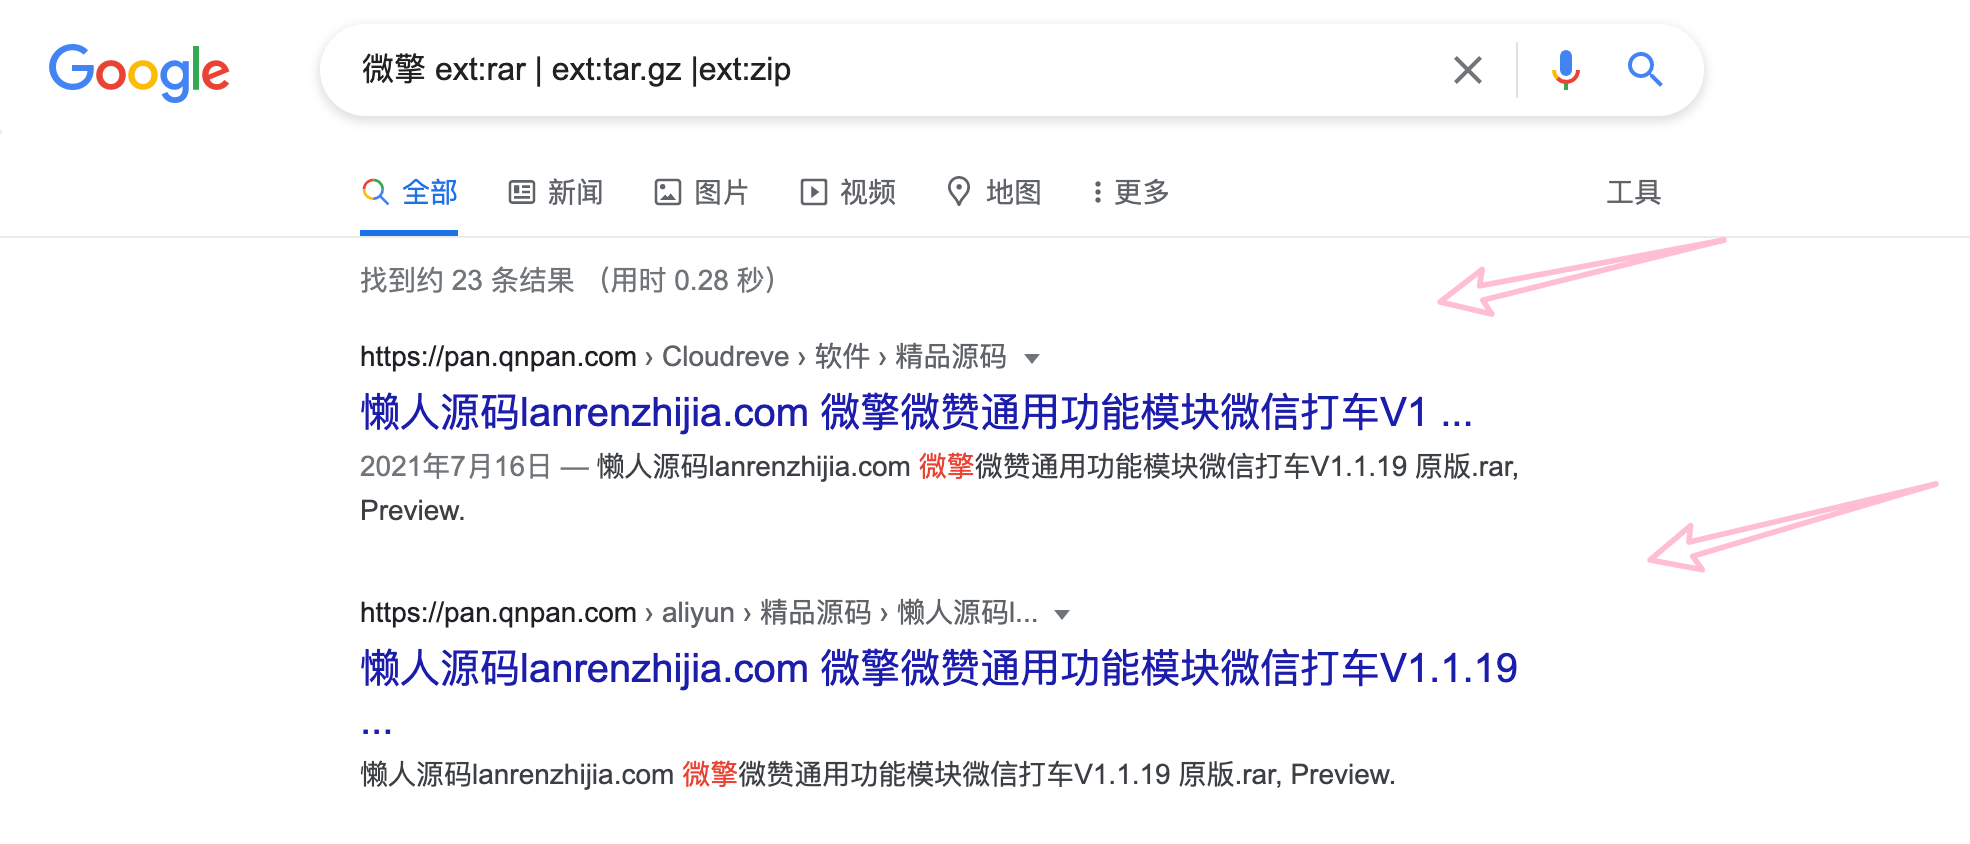 Google
微擎 ext:rar | ext:tar.gz |ext:zip
全部 新闻 图片 视频 地图 更多 工具
找到约 23 条结果 （用时 0.28 秒）
https://pan.qnpan.com › Cloudreve › 软件 › 精品源码
懒人源码lanrenzhijia.com 微擎微赞通用功能模块微信打车V1 ...
2021年7月16日 — 懒人源码lanrenzhijia.com 微擎微赞通用功能模块微信打车V1.1.19 原版.rar,
Preview.
https://pan.qnpan.com › aliyun › 精品源码 › 懒人源码l...
懒人源码lanrenzhijia.com 微擎微赞通用功能模块微信打车V1.1.19
...
懒人源码lanrenzhijia.com 微擎微赞通用功能模块微信打车V1.1.19 原版.rar, Preview.